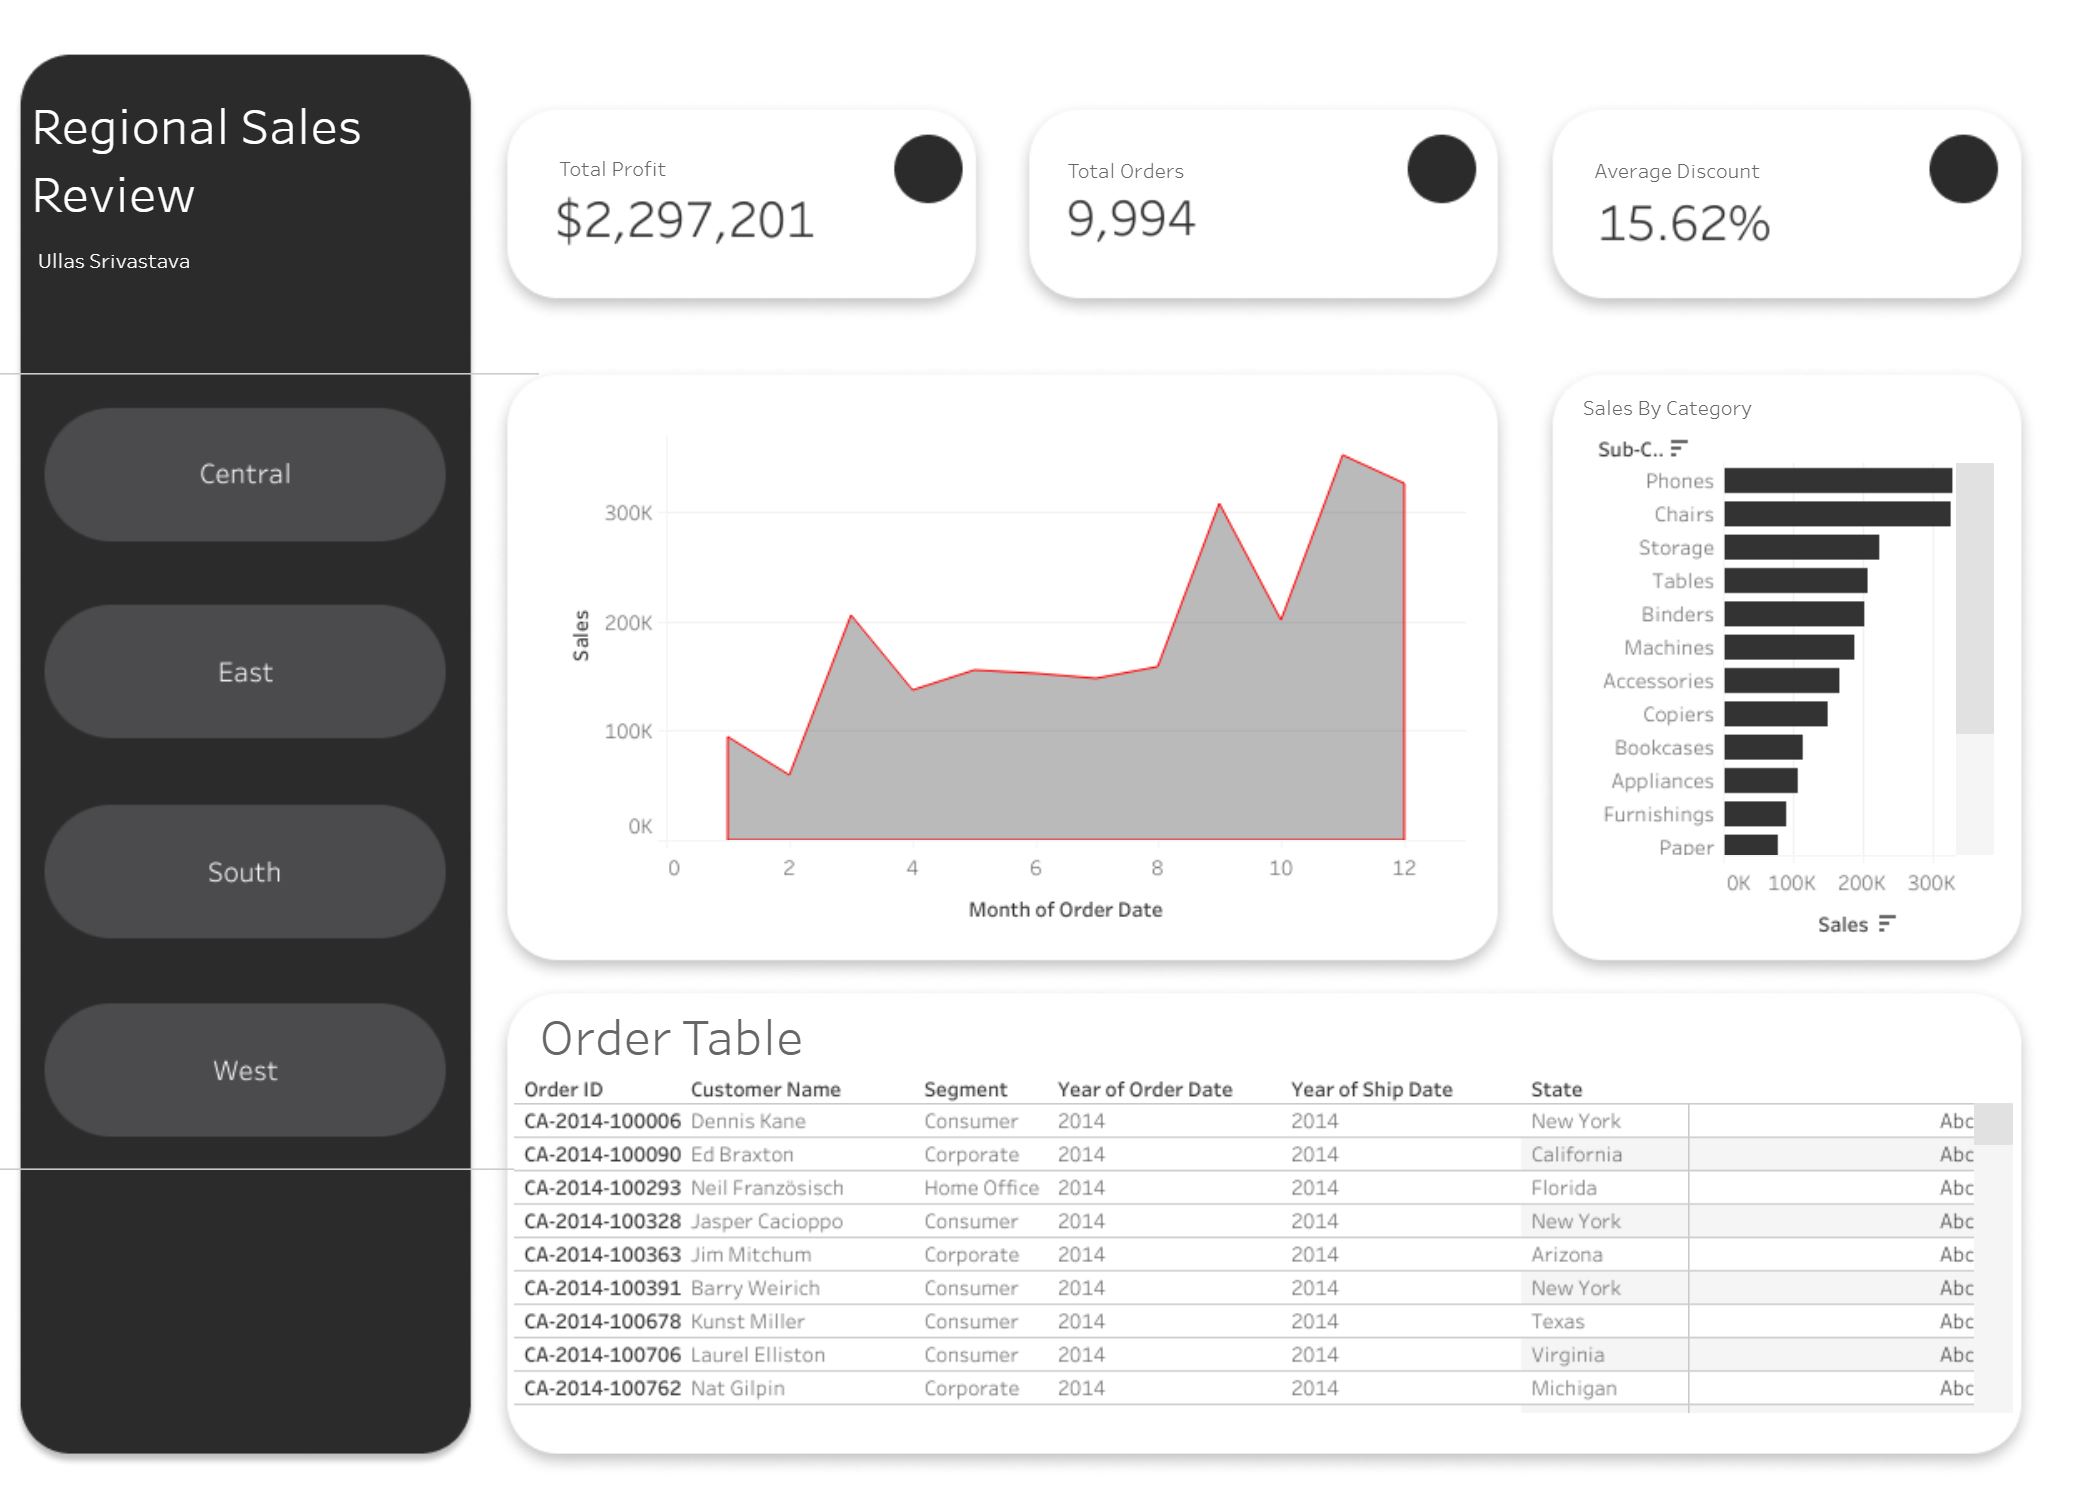 Regional Sales
Review
Ullas Srivastava
Central
East
South
West
Total Profit
$2,297,201
Total Orders
9,994
Average Discount
15.62%
300K
200K
100K
0K
Sales
0 2 4 6 8 10 12
Month of Order Date
Sales By Category
Sub-C..
Phones
Chairs
Storage
Tables
Binders
Machines
Accessories
Copiers
Bookcases
Appliances
Furnishings
Paper
0K 100K 200K 300K
Sales
Order Table
Order ID Customer Name Segment Year of Order Date Year of Ship Date State
CA-2014-100006 Dennis Kane Consumer 2014 2014 New York Abc
CA-2014-100090 Ed Braxton Corporate 2014 2014 California Abc
CA-2014-100293 Neil Französisch Home Office 2014 2014 Florida Abc
CA-2014-100328 Jasper Cacioppo Consumer 2014 2014 New York Abc
CA-2014-100363 Jim Mitchum Corporate 2014 2014 Arizona Abc
CA-2014-100391 Barry Weirich Consumer 2014 2014 New York Abc
CA-2014-100678 Kunst Miller Consumer 2014 2014 Texas Abc
CA-2014-100706 Laurel Elliston Consumer 2014 2014 Virginia Abc
CA-2014-100762 Nat Gilpin Corporate 2014 2014 Michigan Abc